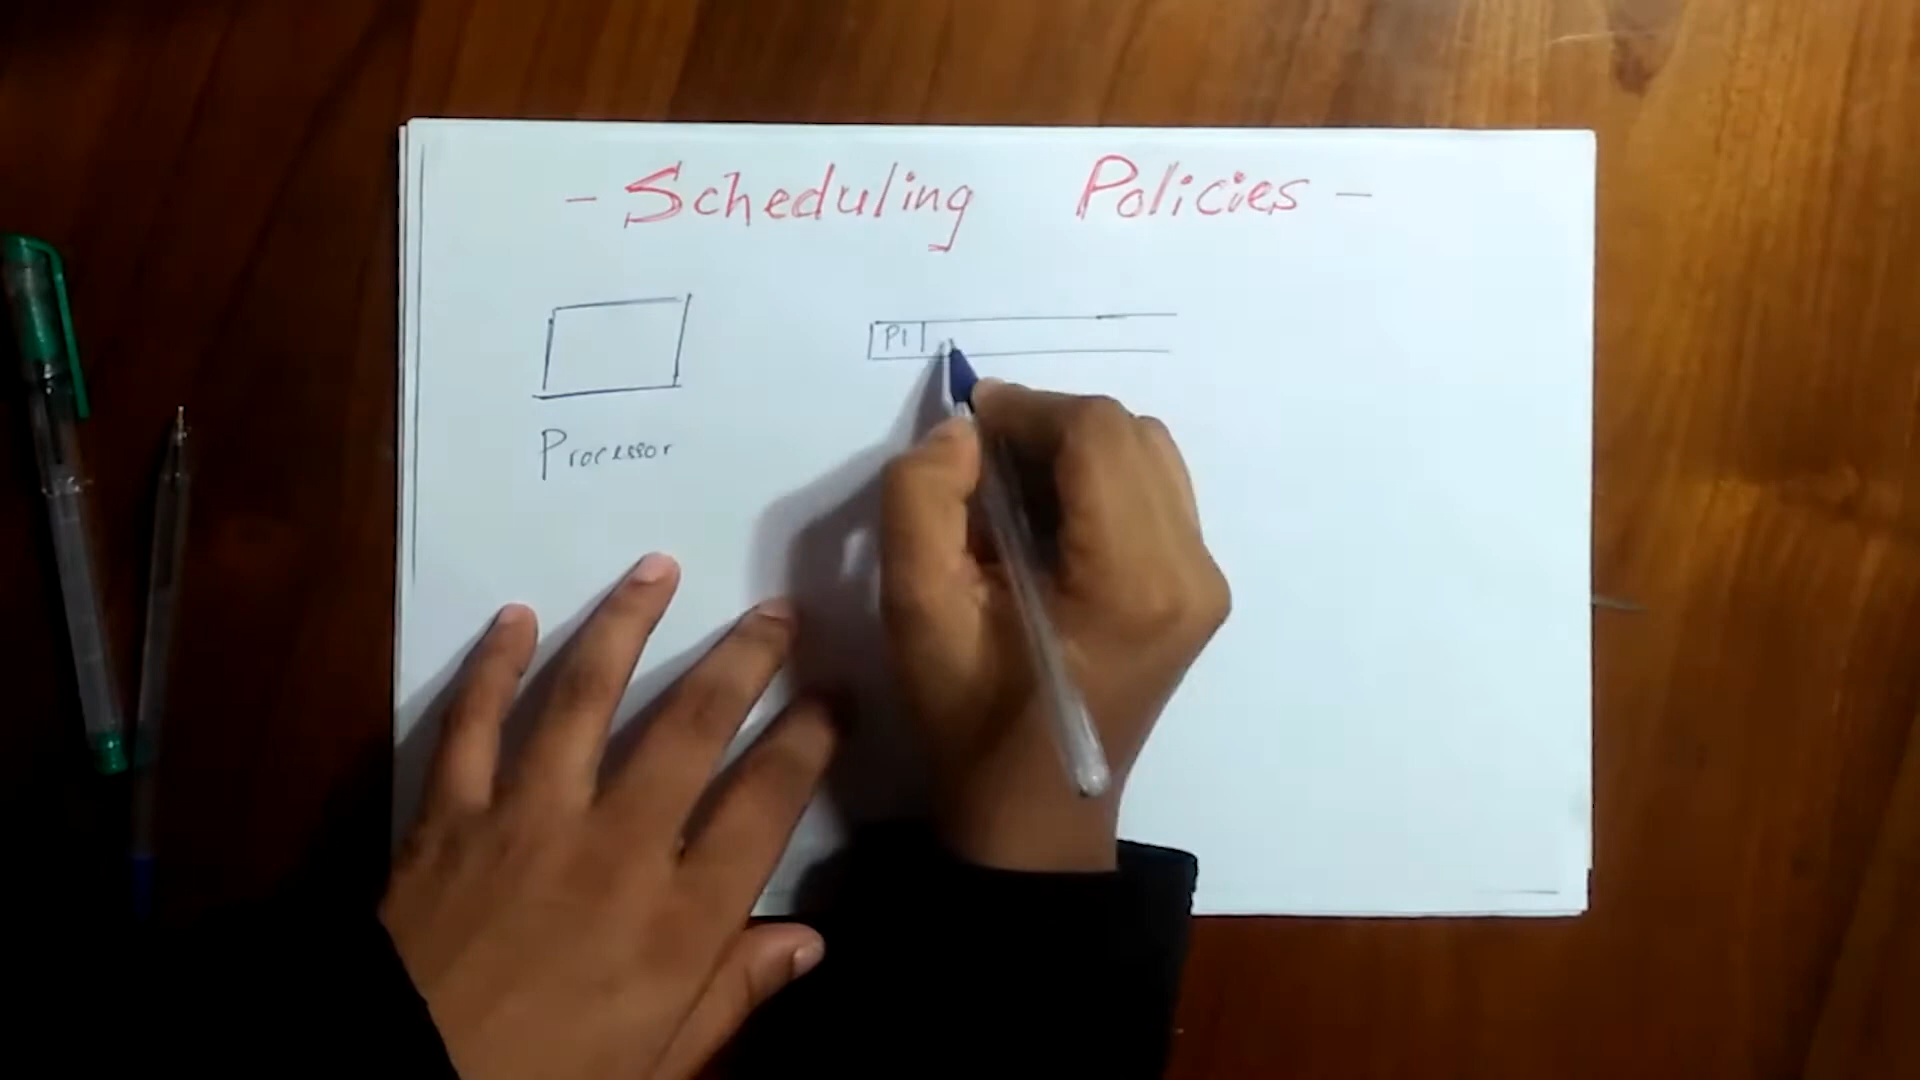 - Scheduling Policies -
P1
Processor